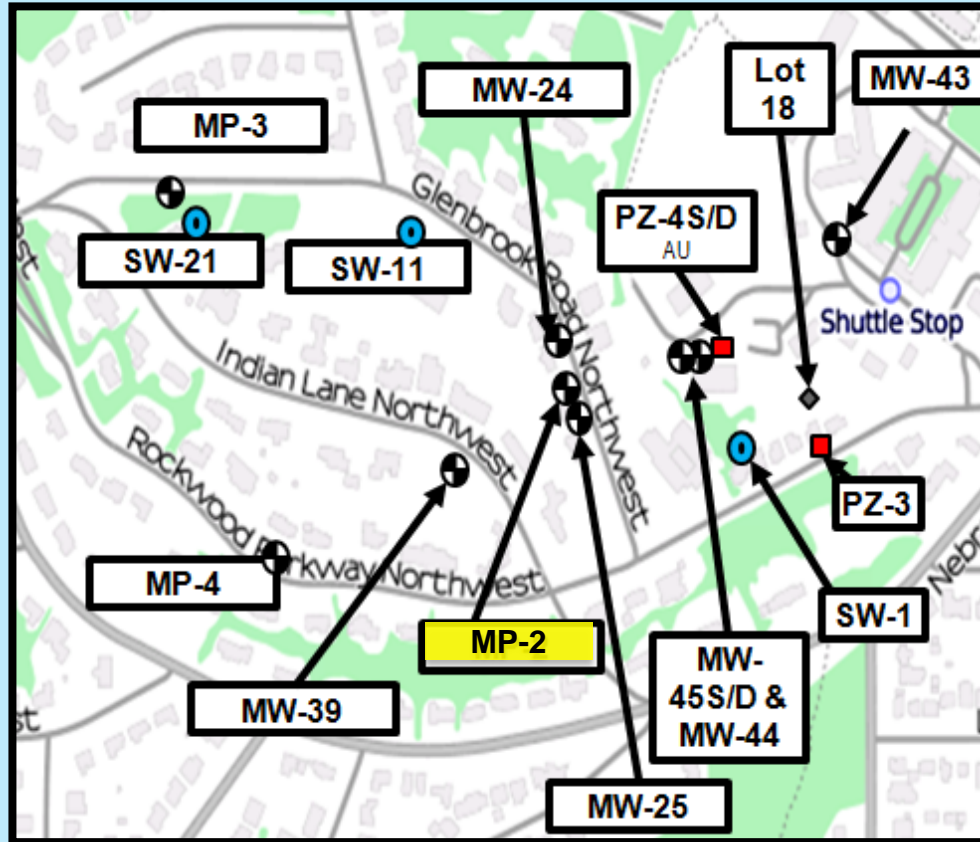 MW-24
Lot
18
MW-43
MP-3
Glenbrook Road Northwest
PZ-4S/D
AU
SW-21
SW-11
Shuttle Stop
Indian Lane Northwest
Rockwood Parkway Northwest
PZ-3
MP-4
SW-1
MP-2
MW-39
MW-
45S/D &
MW-44
MW-25